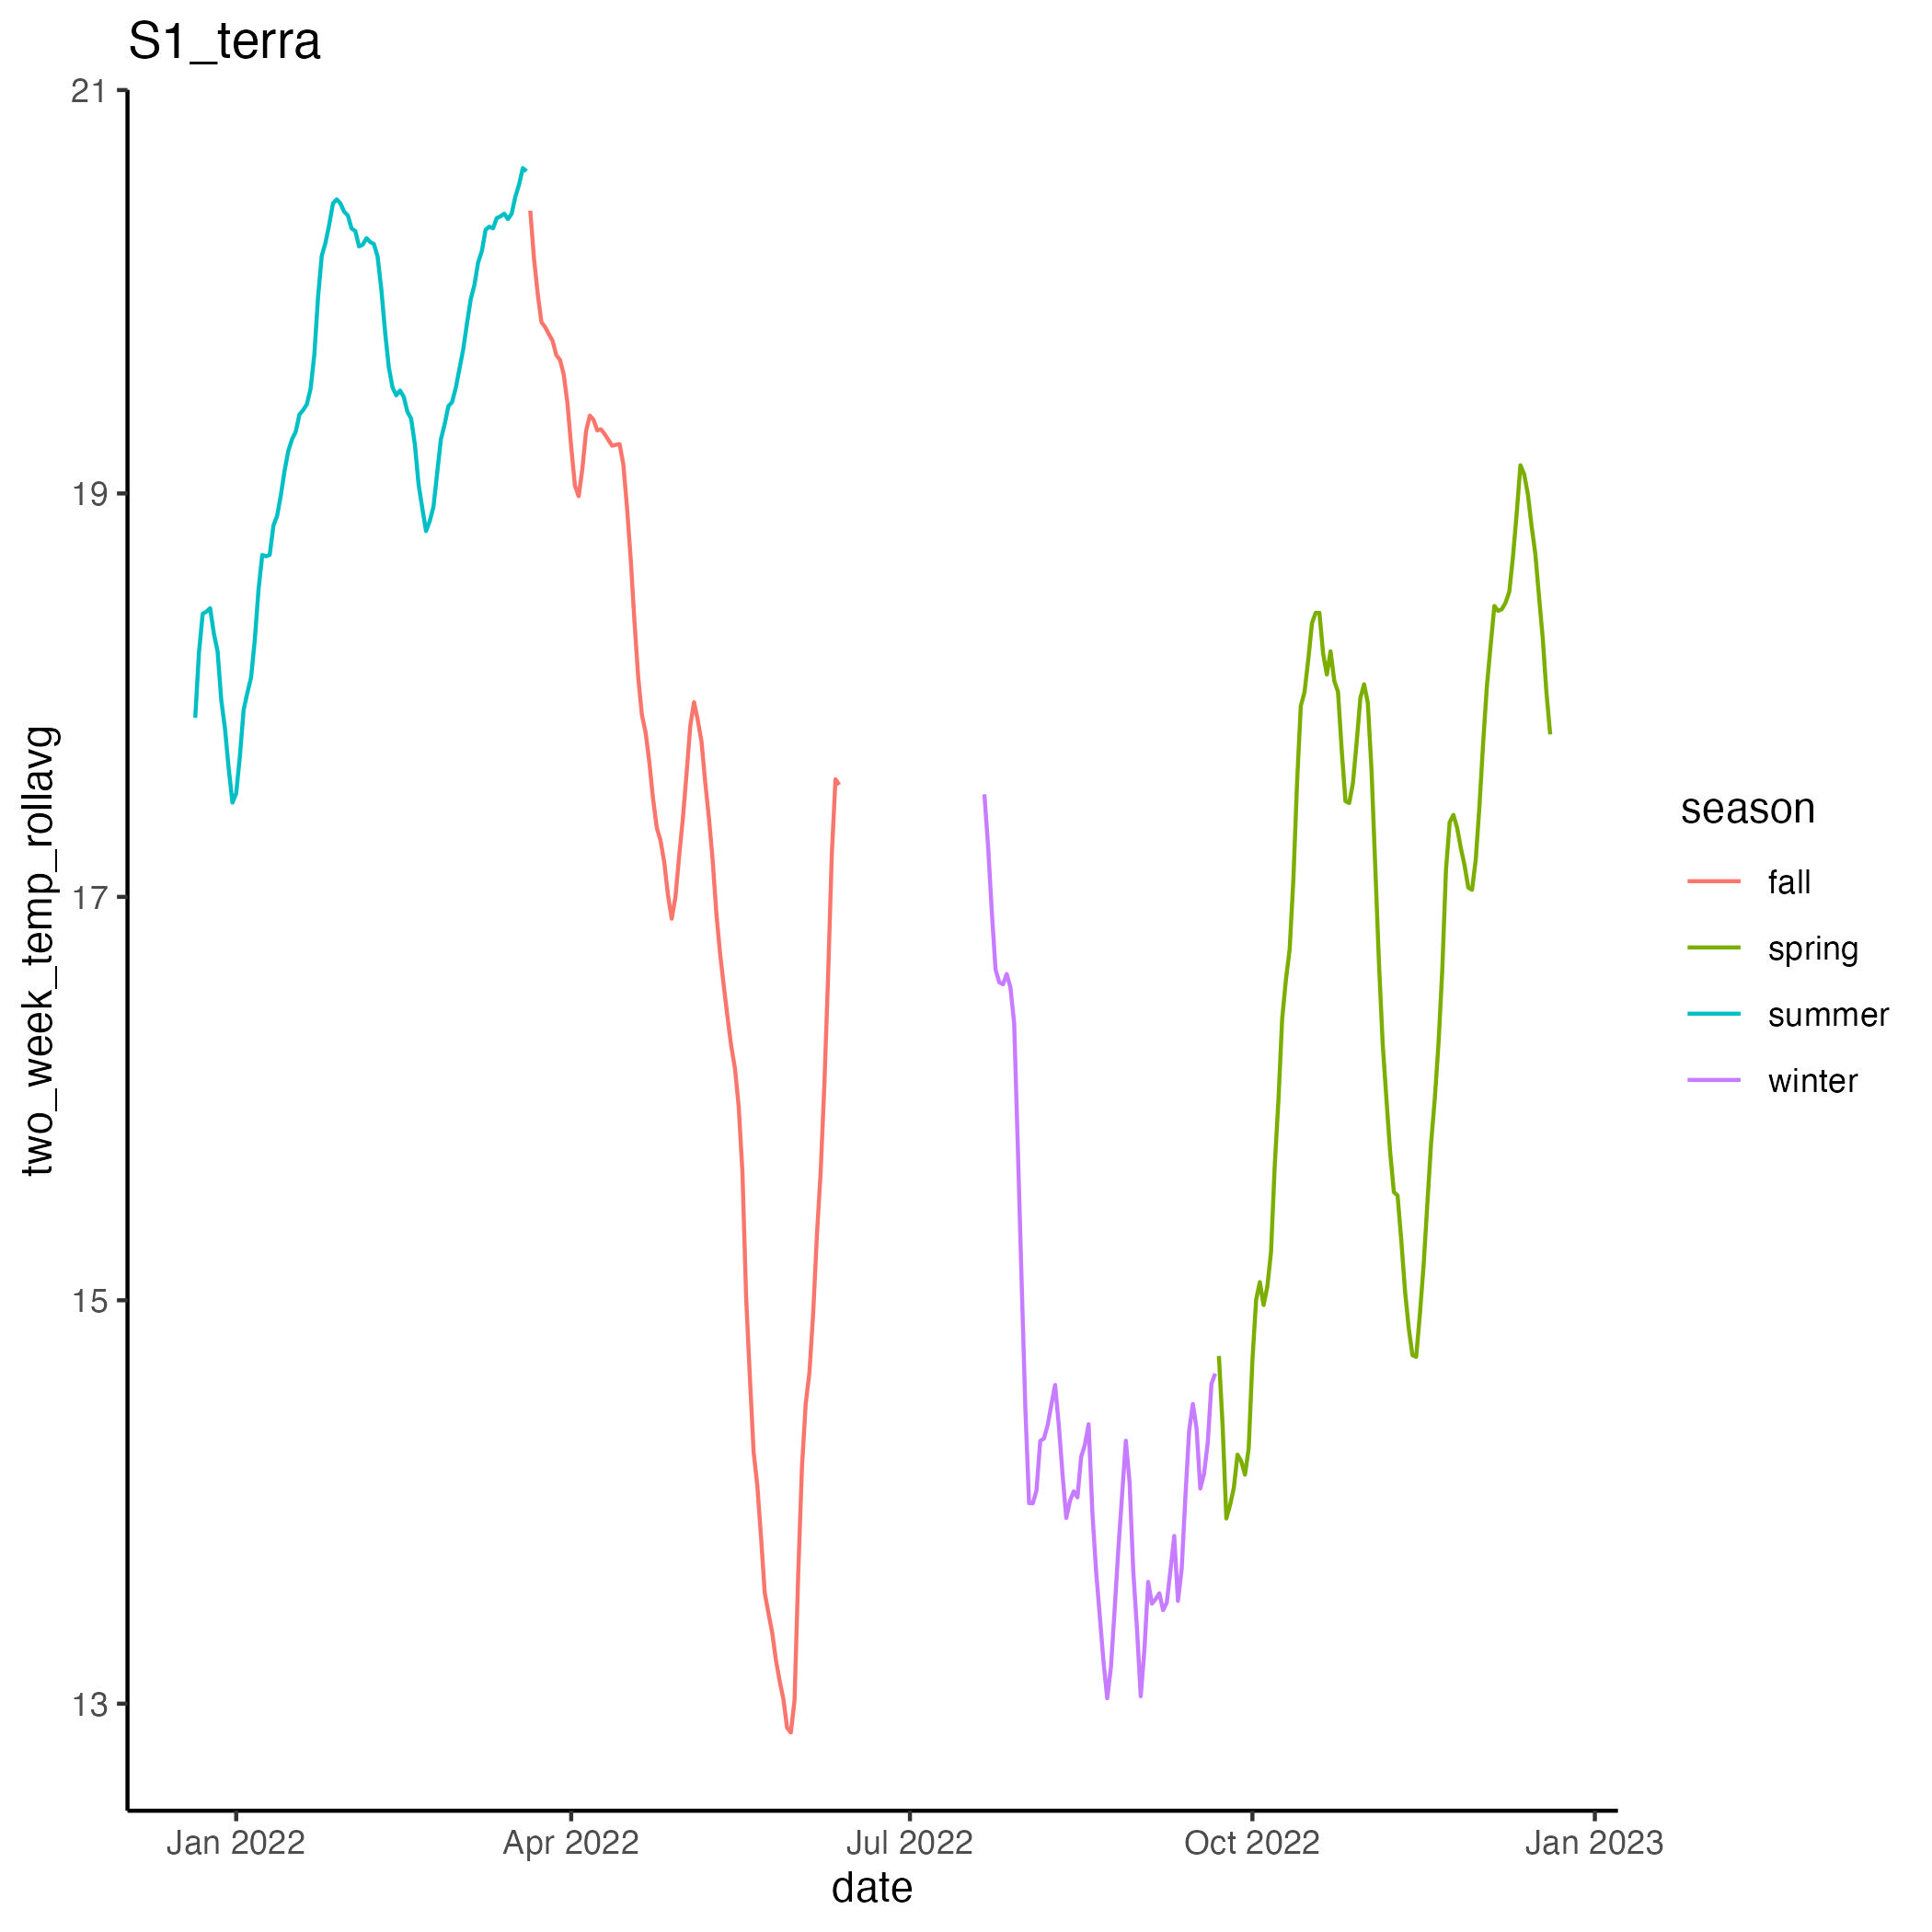 S1_terra
21
19
17
15
13
two_week_temp_rollavg
Jan 2022
Apr 2022
Jul 2022
Oct 2022
Jan 2023
date
season
fall
spring
summer
winter